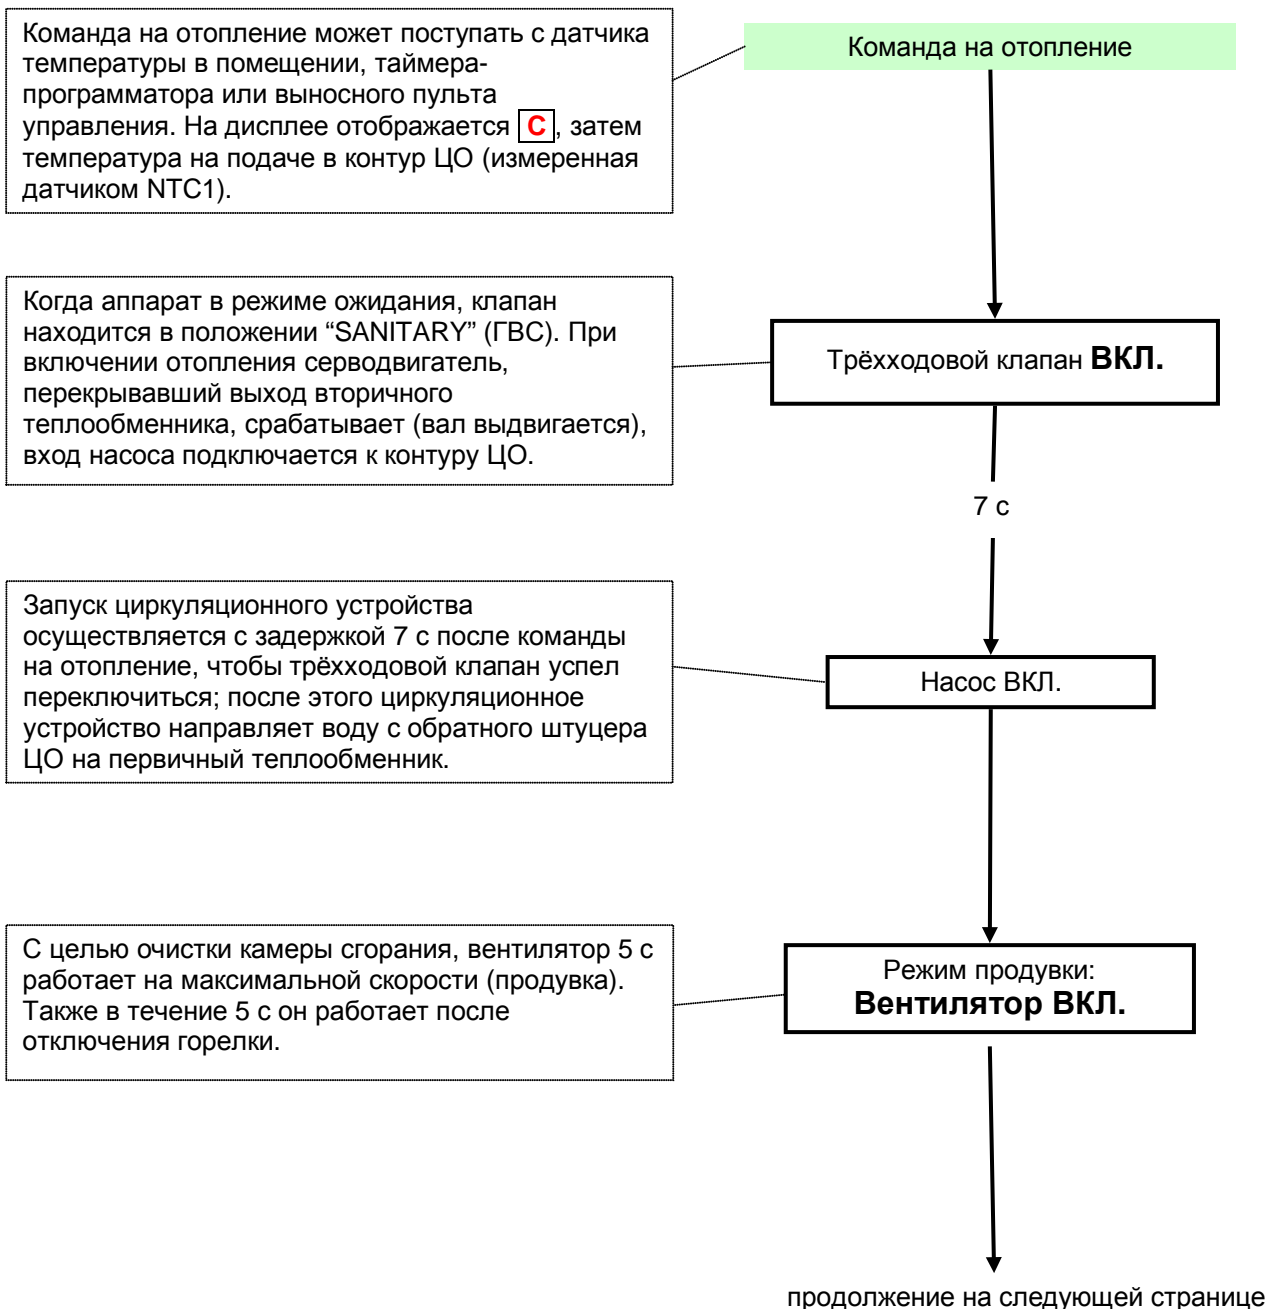 Команда на отопление может поступать с датчика
температуры в помещении, таймера-
программатора или выносного пульта
управления. На дисплее отображается С, затем
температура на подаче в контур ЦО (измеренная
датчиком NTC1).
Команда на отопление
Когда аппарат в режиме ожидания, клапан
находится в положении “SANITARY” (ГВС). При
включении отопления серводвигатель,
перекрывавший выход вторичного
теплообменника, срабатывает (вал выдвигается),
вход насоса подключается к контуру ЦО.
Трёхходовой клапан ВКЛ.
7 с
Запуск циркуляционного устройства
осуществляется с задержкой 7 с после команды
на отопление, чтобы трёхходовой клапан успел
переключиться; после этого циркуляционное
устройство направляет воду с обратного штуцера
ЦО на первичный теплообменник.
Насос ВКЛ.
С целью очистки камеры сгорания, вентилятор 5 с
работает на максимальной скорости (продувка).
Также в течение 5 с он работает после
отключения горелки.
Режим продувки:
Вентилятор ВКЛ.
продолжение на следующей странице